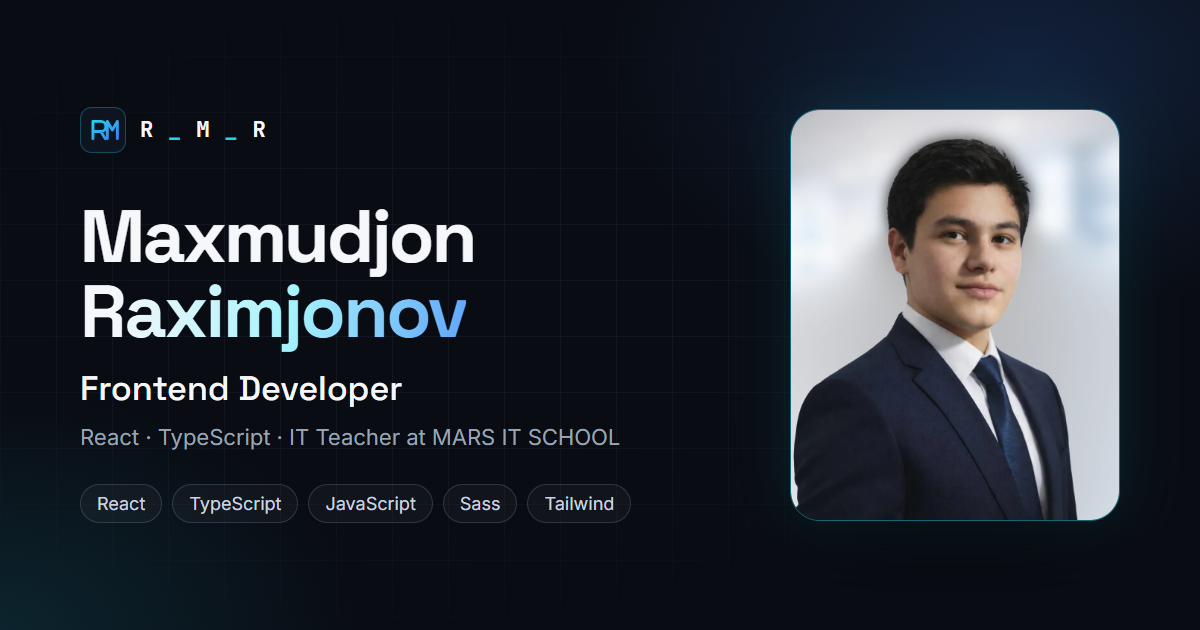 RM R _ M _ R
Maxmudjon
Raximjonov
Frontend Developer
React · TypeScript · IT Teacher at MARS IT SCHOOL
React TypeScript JavaScript Sass Tailwind